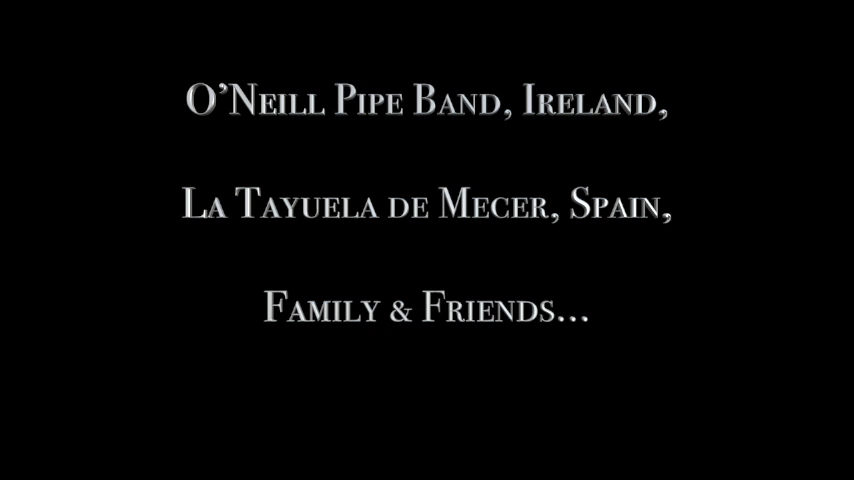 O'Neill Pipe Band, Ireland,
La Tayuela de Mecer, Spain,
Family & Friends...